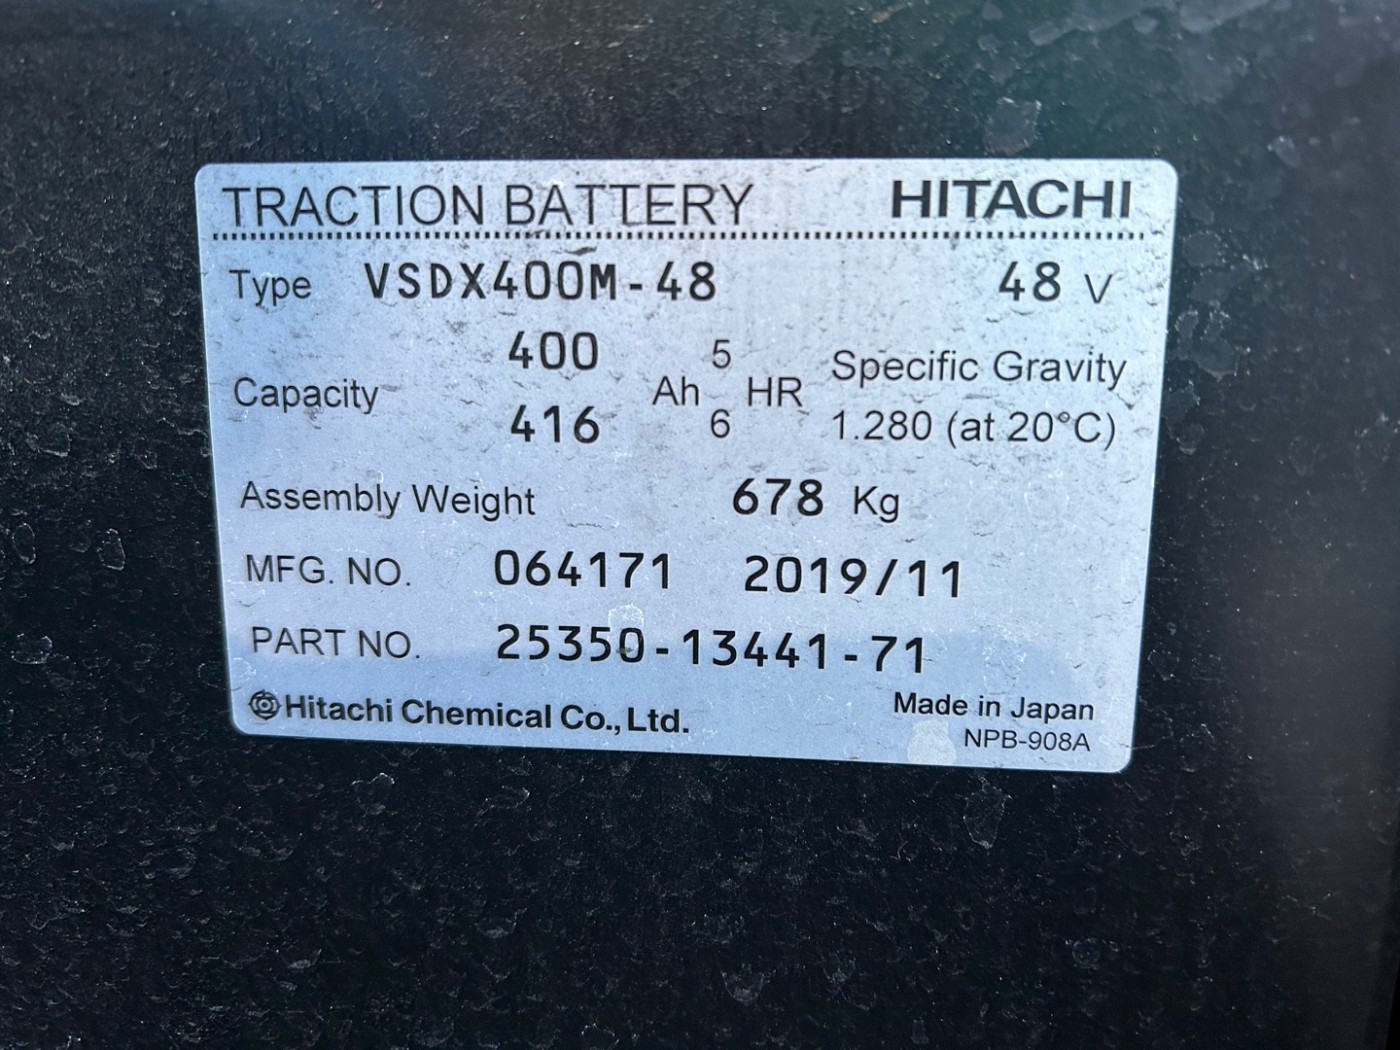 TRACTION BATTERY HITACHI
Type VSDX400M-48 48 V
Capacity 400 Ah 5 HR Specific Gravity
416 6 1.280 (at 20°C)
Assembly Weight 678 Kg
MFG. NO. 064171 2019/11
PART NO. 25350-13441-71
Hitachi Chemical Co., Ltd. Made in Japan
NPB-908A